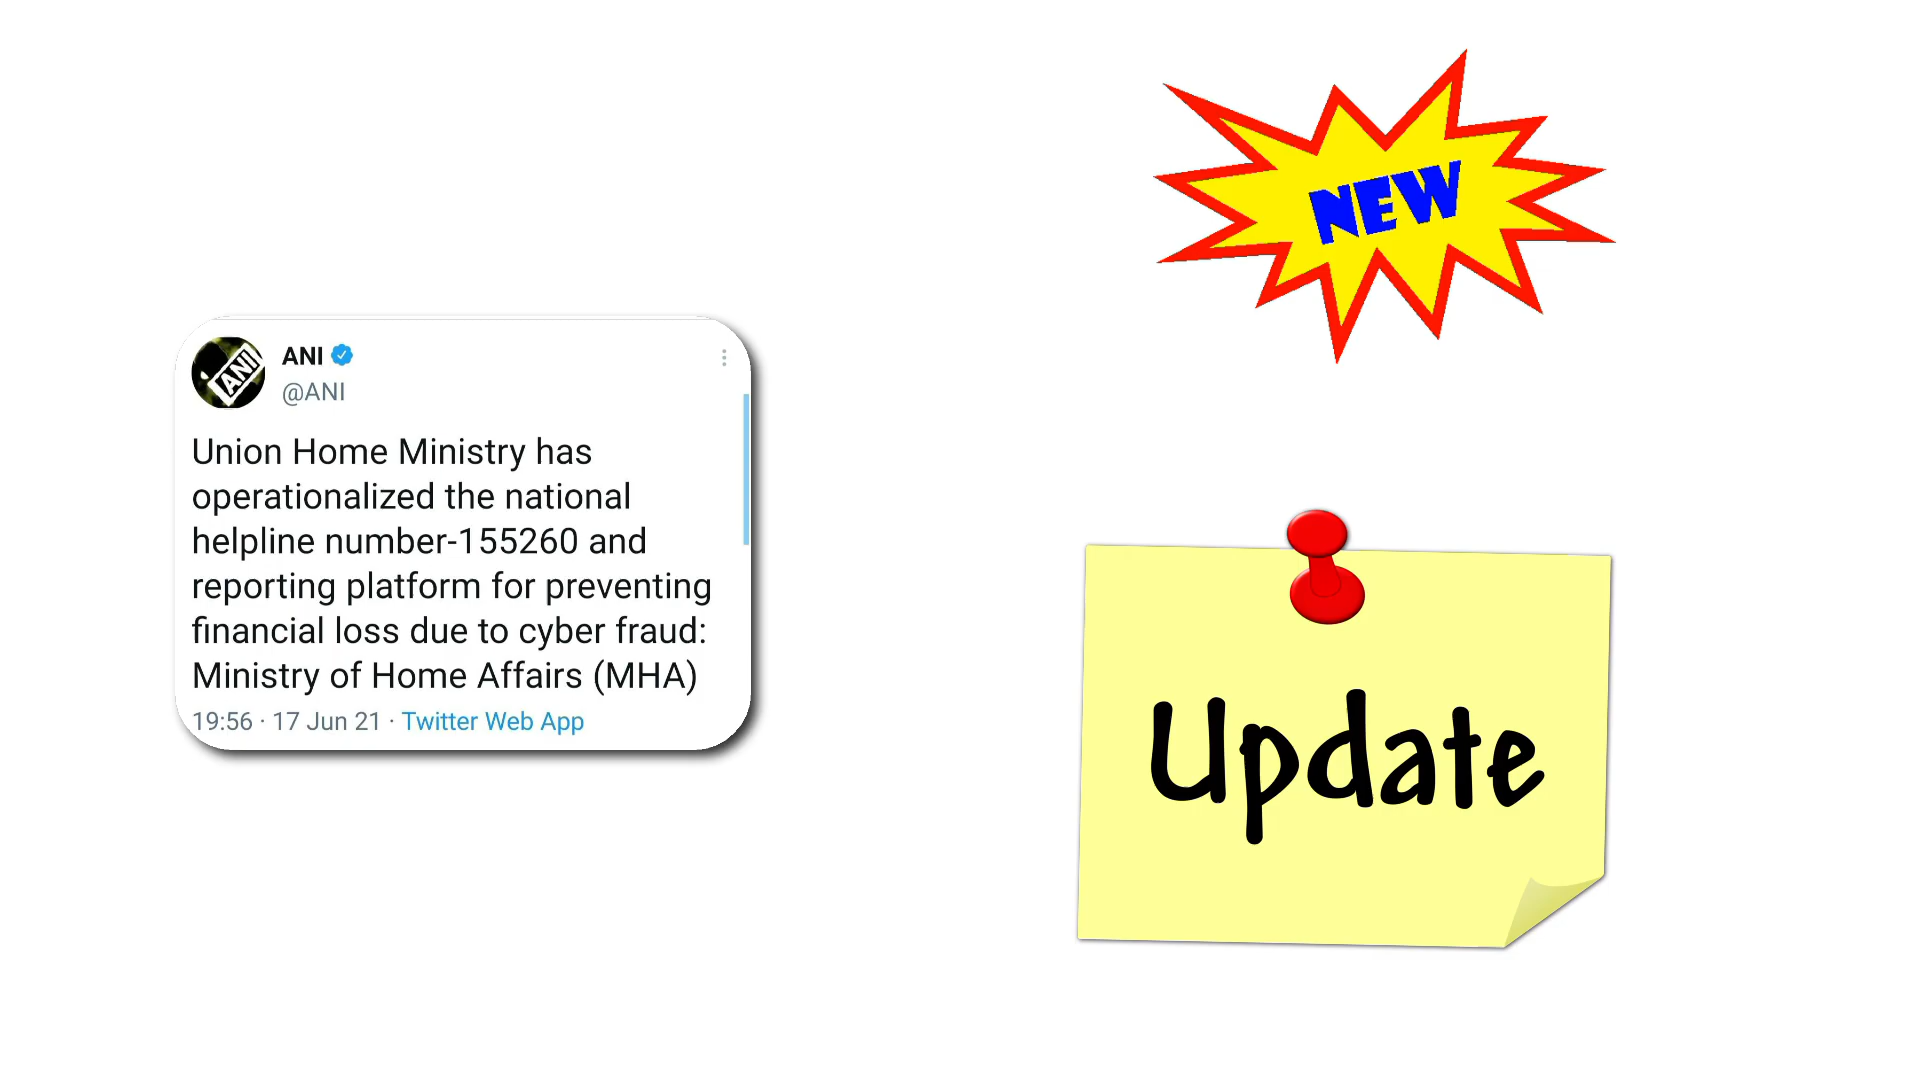 ANI
ANI
@ANI
Union Home Ministry has
operationalized the national
helpline number-155260 and
reporting platform for preventing
financial loss due to cyber fraud:
Ministry of Home Affairs (MHA)
19:56 · 17 Jun 21 · Twitter Web App
NEW
Update